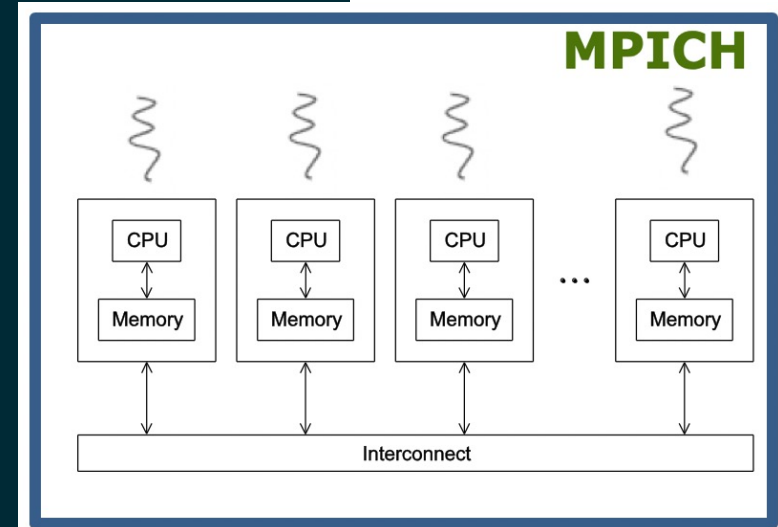 MPICH
CPU CPU CPU CPU
...
Memory Memory Memory Memory
Interconnect